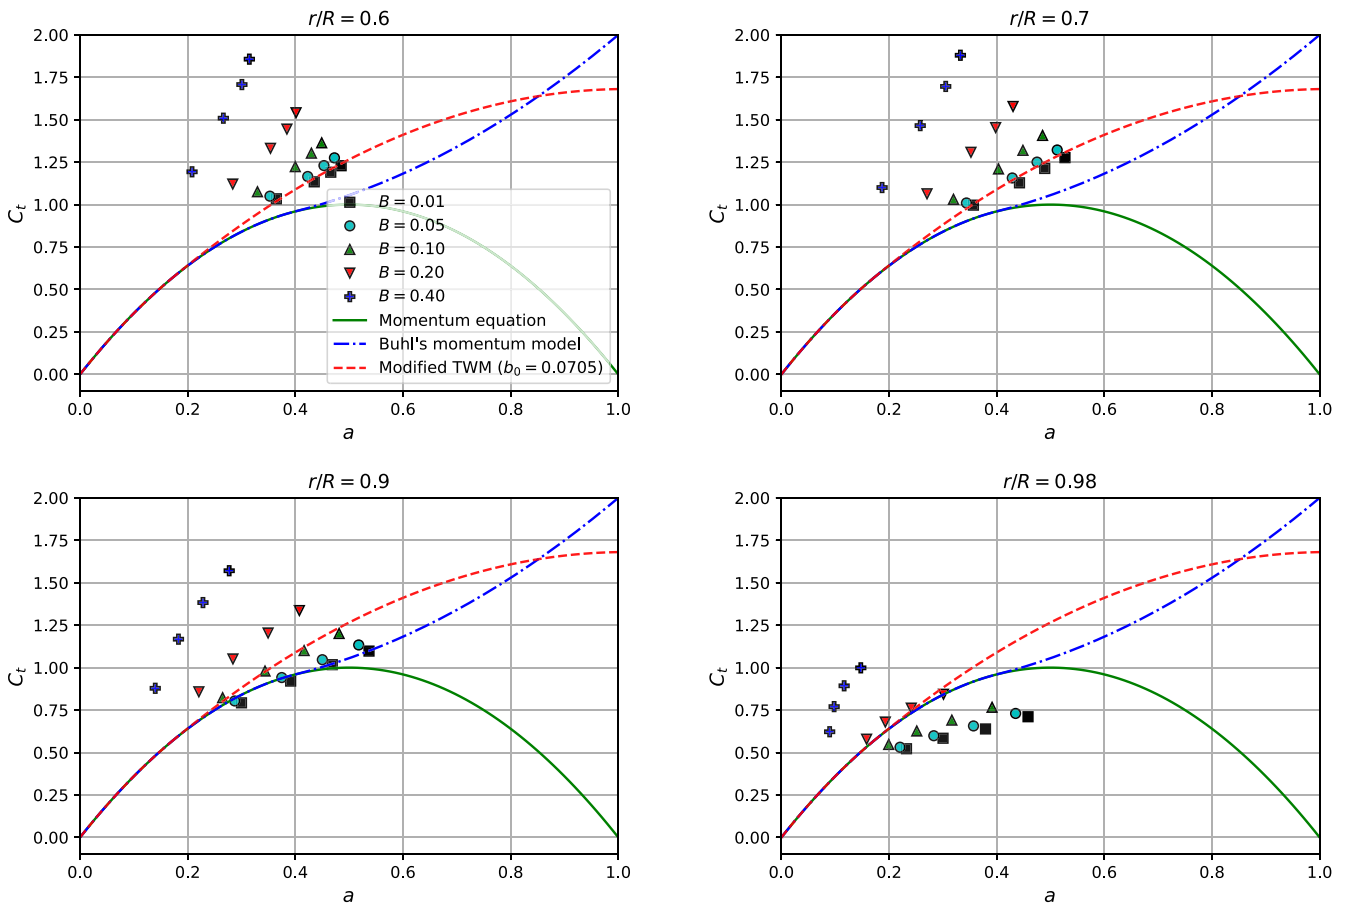 r/R = 0.6
2.00
1.75
1.50
1.25
1.00
0.75
0.50
0.25
0.00
C_t
0.0 0.2 0.4 0.6 0.8 1.0
a
B = 0.01
B = 0.05
B = 0.10
B = 0.20
B = 0.40
Momentum equation
Buhl's momentum model
Modified TWM (b_0 = 0.0705)
r/R = 0.7
2.00
1.75
1.50
1.25
1.00
0.75
0.50
0.25
0.00
C_t
0.0 0.2 0.4 0.6 0.8 1.0
a
r/R = 0.9
2.00
1.75
1.50
1.25
1.00
0.75
0.50
0.25
0.00
C_t
0.0 0.2 0.4 0.6 0.8 1.0
a
r/R = 0.98
2.00
1.75
1.50
1.25
1.00
0.75
0.50
0.25
0.00
C_t
0.0 0.2 0.4 0.6 0.8 1.0
a